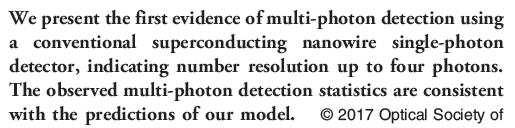 We present the first evidence of multi-photon detection using
a conventional superconducting nanowire single-photon
detector, indicating number resolution up to four photons.
The observed multi-photon detection statistics are consistent
with the predictions of our model. © 2017 Optical Society of